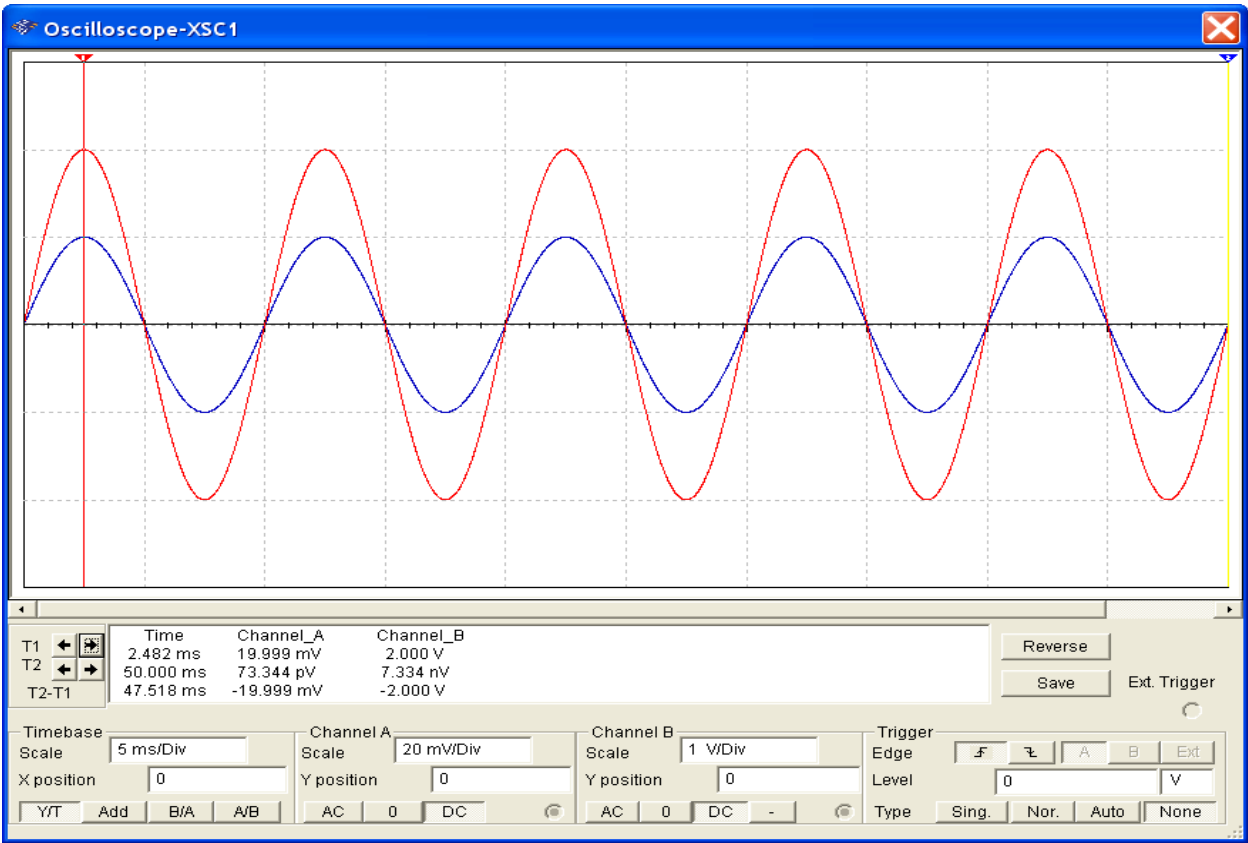 Oscilloscope-XSC1
1
2
T1
T2
T2-T1
Time Channel_A Channel_B
2.482 ms 19.999 mV 2.000 V
50.000 ms 73.344 pV 7.334 nV
47.518 ms -19.999 mV -2.000 V
Reverse
Save
Ext. Trigger
Timebase
Scale 5 ms/Div
X position 0
Y/T Add B/A A/B
Channel A
Scale 20 mV/Div
Y position 0
AC 0 DC
Channel B
Scale 1 V/Div
Y position 0
AC 0 DC -
Trigger
Edge A B Ext
Level 0 V
Type Sing. Nor. Auto None